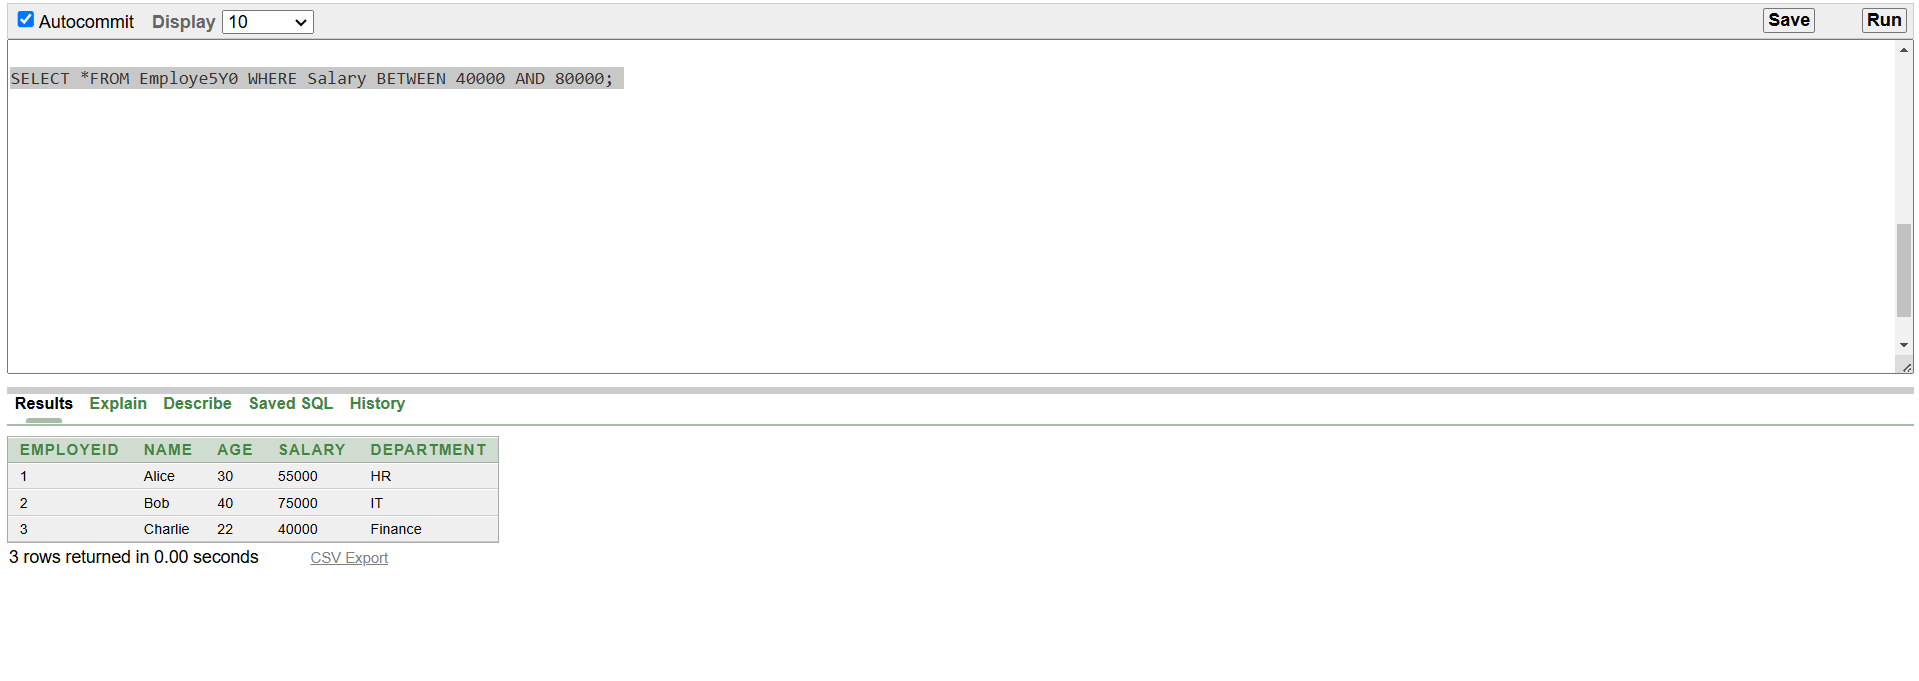 Autocommit Display 10 Save Run
SELECT *FROM Employe5Y0 WHERE Salary BETWEEN 40000 AND 80000;
Results Explain Describe Saved SQL History
EMPLOYEID NAME AGE SALARY DEPARTMENT
1 Alice 30 55000 HR
2 Bob 40 75000 IT
3 Charlie 22 40000 Finance
3 rows returned in 0.00 seconds CSV Export